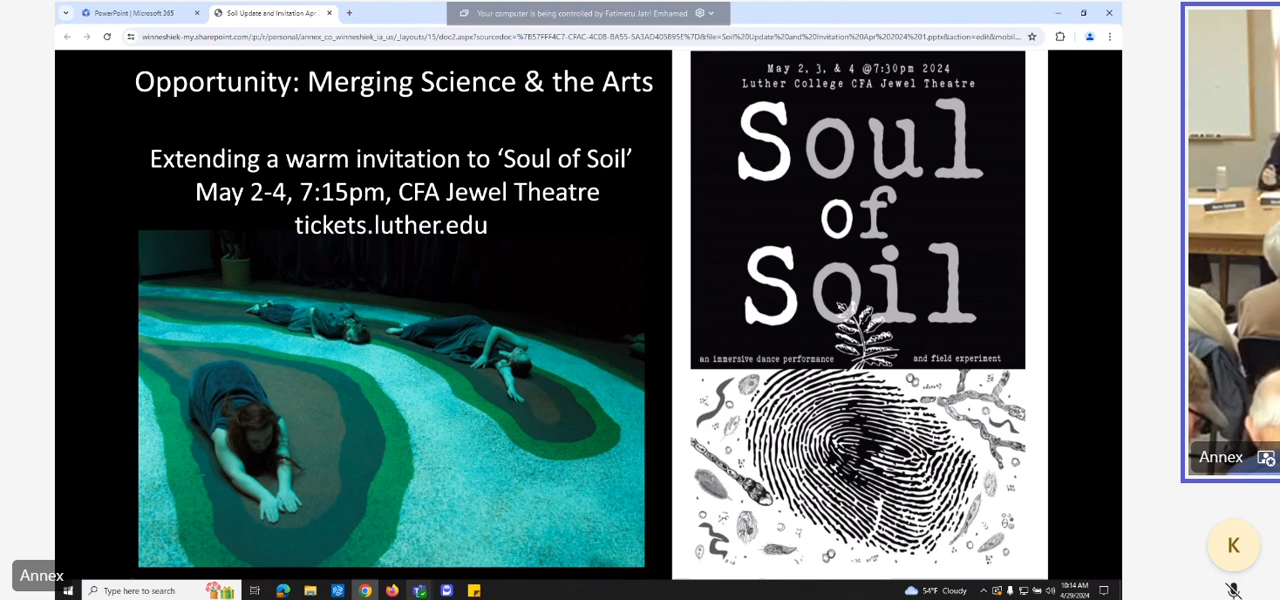 PowerPoint | Microsoft 365
Soil Update and Invitation Apr
Your computer is being controlled by Fatimetu Jatri Emhamed
Opportunity: Merging Science & the Arts
Extending a warm invitation to ‘Soul of Soil’
May 2-4, 7:15pm, CFA Jewel Theatre
tickets.luther.edu
May 2, 3, & 4 @7:30pm 2024
Luther College CFA Jewel Theatre
Soul
of
Soil
an immersive dance performance
and field experiment
Annex
K
Annex
Type here to search
54°F Cloudy
10:14 AM
4/29/2024